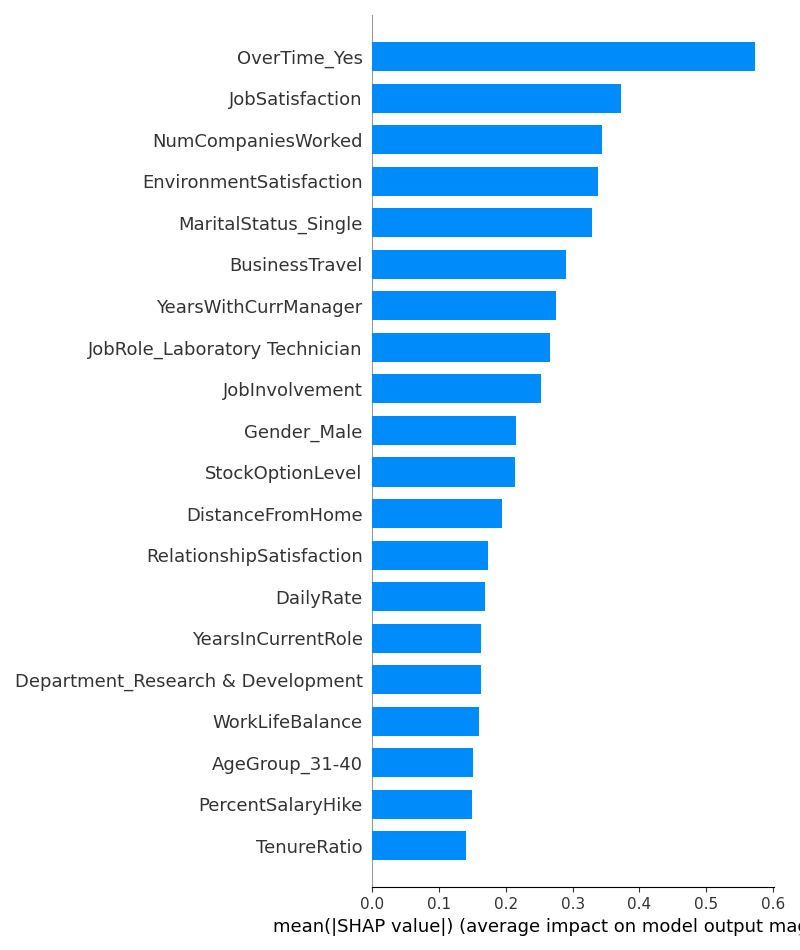 OverTime_Yes
JobSatisfaction
NumCompaniesWorked
EnvironmentSatisfaction
MaritalStatus_Single
BusinessTravel
YearsWithCurrManager
JobRole_Laboratory Technician
JobInvolvement
Gender_Male
StockOptionLevel
DistanceFromHome
RelationshipSatisfaction
DailyRate
YearsInCurrentRole
Department_Research & Development
WorkLifeBalance
AgeGroup_31-40
PercentSalaryHike
TenureRatio
0.0 0.1 0.2 0.3 0.4 0.5 0.6
mean(|SHAP value|) (average impact on model output mag